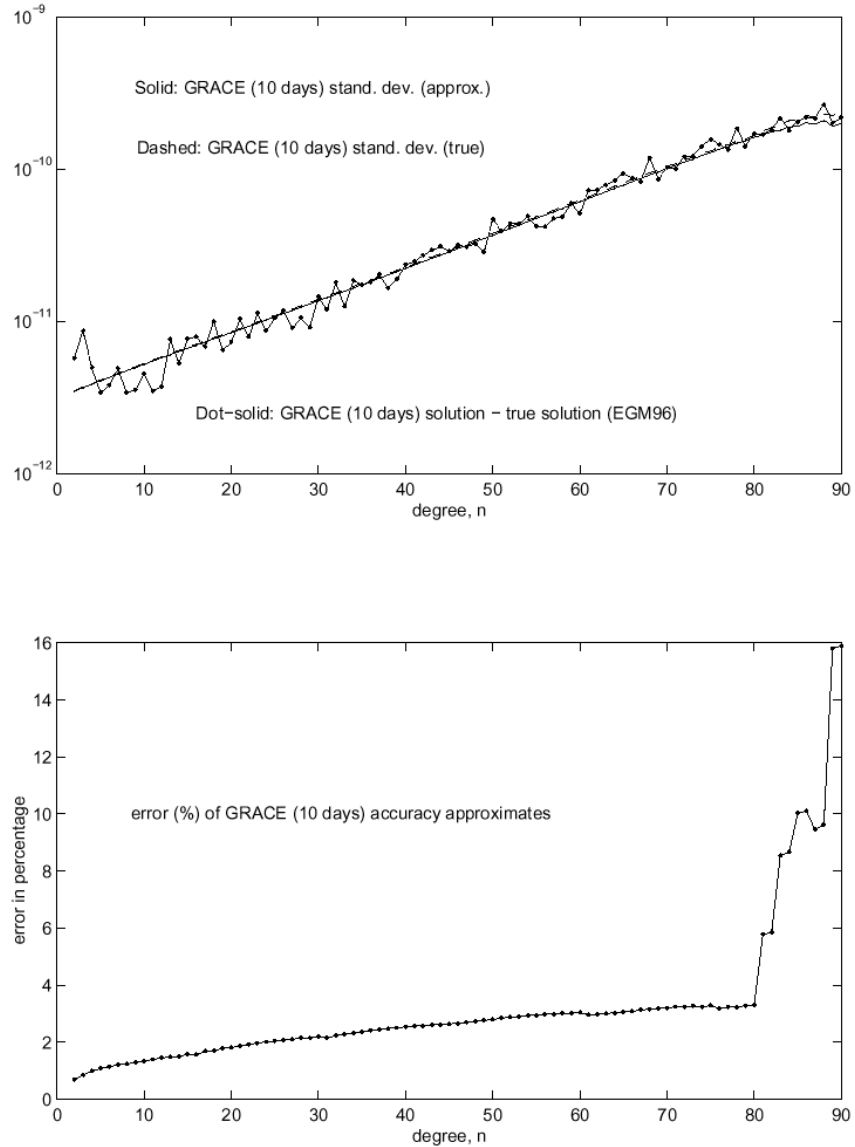 10^-9
Solid: GRACE (10 days) stand. dev. (approx.)
Dashed: GRACE (10 days) stand. dev. (true)
10^-10
10^-11
Dot-solid: GRACE (10 days) solution - true solution (EGM96)
10^-12
0 10 20 30 40 50 60 70 80 90
degree, n
16
14
12
10
error (%) of GRACE (10 days) accuracy approximates
8
6
4
2
0
error in percentage
0 10 20 30 40 50 60 70 80 90
degree, n